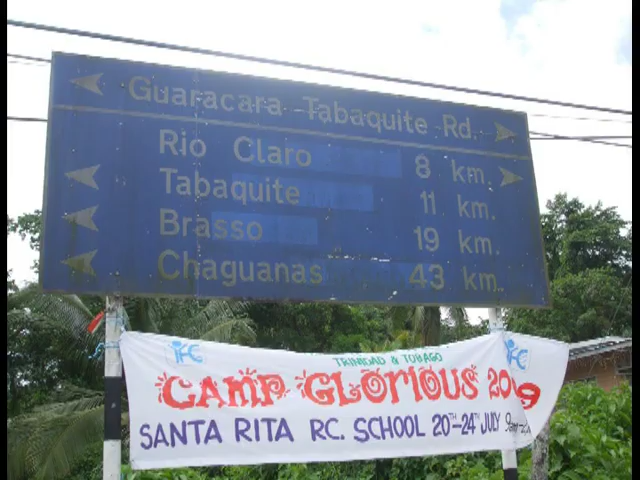 Guaracara Tabaquite Rd.
Rio Claro 8 km.
Tabaquite 11 km.
Brasso 19 km.
Chaguanas 43 km.
TRINIDAD & TOBAGO
CAMP GLORIOUS 2009
SANTA RITA RC. SCHOOL 20TH-24TH JULY